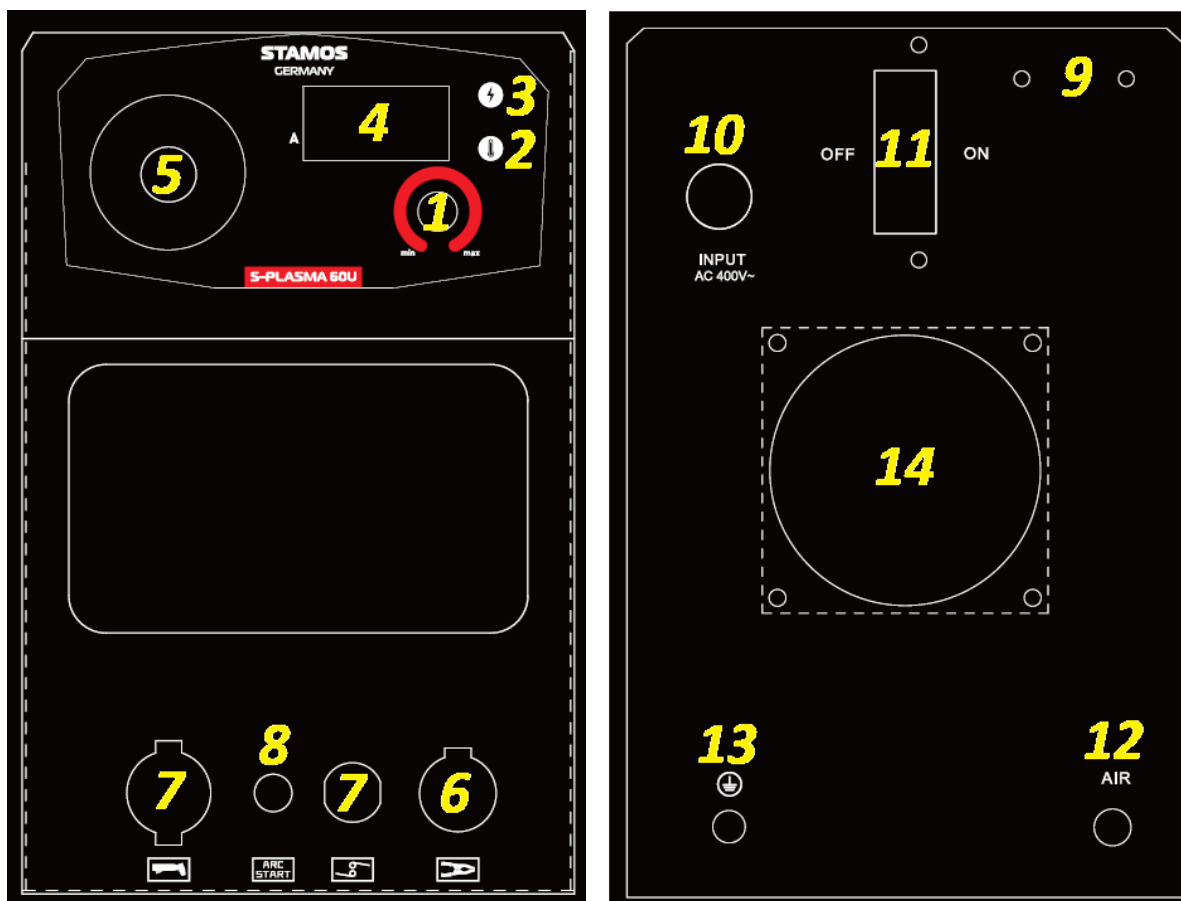 STAMOS
GERMANY
3
4
A
2
5
1
min max
S-PLASMA 60U
8
7 7 6
ARC
START
9
10
OFF 11 ON
INPUT
AC 400V~
14
13 12
AIR